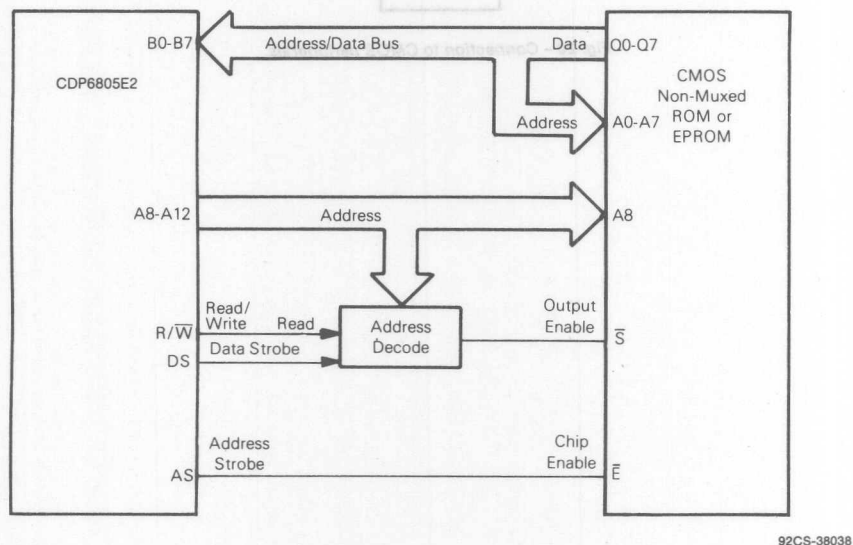 B0-B7
Address/Data Bus
Data
Q0-Q7
CDP6805E2
CMOS
Non-Muxed
ROM or
EPROM
Address
A0-A7
A8-A12
Address
A8
Read/
Write
Read
R/W̅
Data Strobe
DS
Address
Decode
Output
Enable
S̅
Address
Strobe
AS
Chip
Enable
E̅
92CS-38038